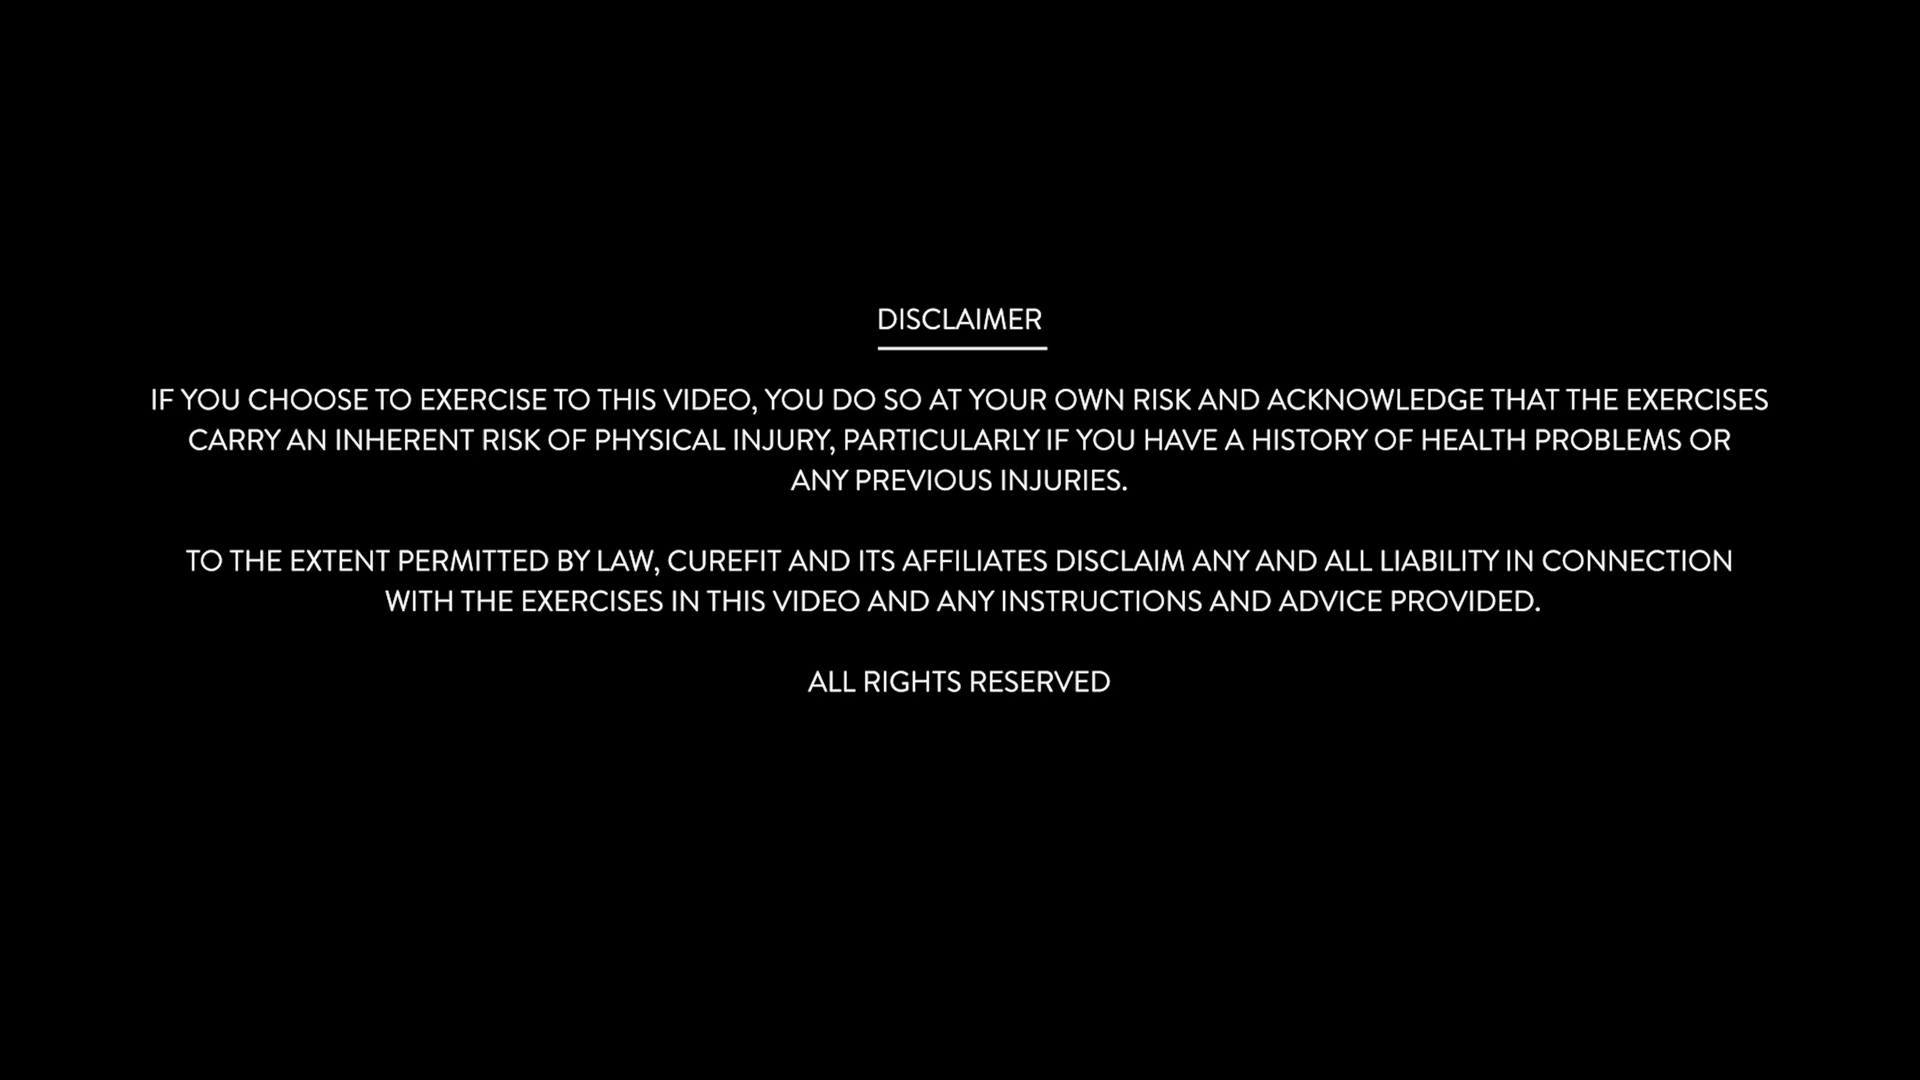 DISCLAIMER
IF YOU CHOOSE TO EXERCISE TO THIS VIDEO, YOU DO SO AT YOUR OWN RISK AND ACKNOWLEDGE THAT THE EXERCISES
CARRY AN INHERENT RISK OF PHYSICAL INJURY, PARTICULARLY IF YOU HAVE A HISTORY OF HEALTH PROBLEMS OR
ANY PREVIOUS INJURIES.
TO THE EXTENT PERMITTED BY LAW, CUREFIT AND ITS AFFILIATES DISCLAIM ANY AND ALL LIABILITY IN CONNECTION
WITH THE EXERCISES IN THIS VIDEO AND ANY INSTRUCTIONS AND ADVICE PROVIDED.
ALL RIGHTS RESERVED